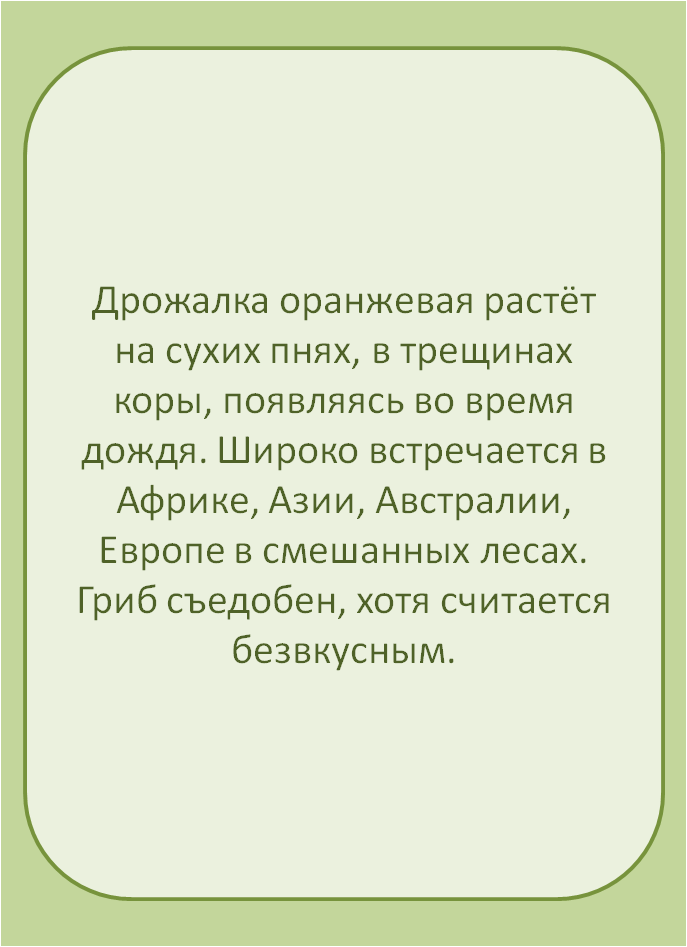 Дрожалка оранжевая растёт
на сухих пнях, в трещинах
коры, появляясь во время
дождя. Широко встречается в
Африке, Азии, Австралии,
Европе в смешанных лесах.
Гриб съедобен, хотя считается
безвкусным.